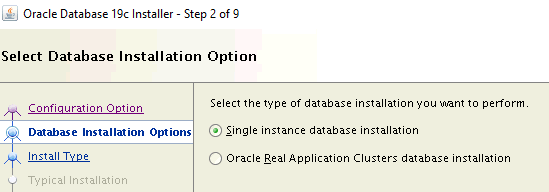 Oracle Database 19c Installer - Step 2 of 9
Select Database Installation Option
Configuration Option
Database Installation Options
Install Type
Typical Installation
Select the type of database installation you want to perform.
Single instance database installation
Oracle Real Application Clusters database installation